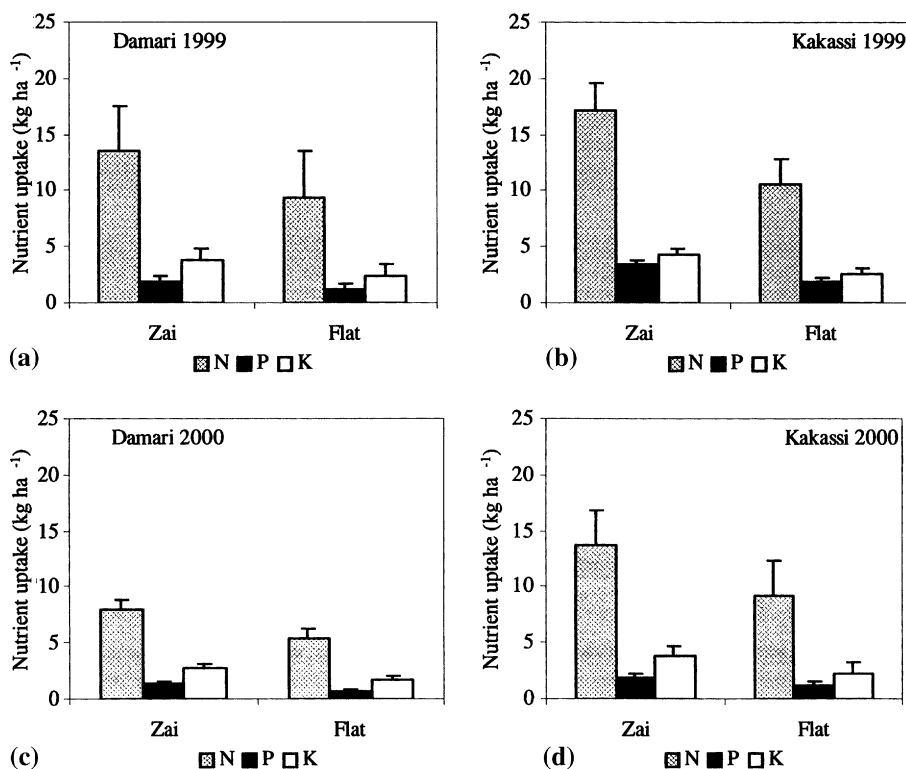 Damari 1999
Nutrient uptake (kg ha -1)
25
20
15
10
5
0
Zai Flat
(a)
N P K
Kakassi 1999
Nutrient uptake (kg ha -1)
25
20
15
10
5
0
Zai Flat
(b)
N P K
Damari 2000
Nutrient uptake (kg ha -1)
25
20
15
10
5
0
Zai Flat
(c)
N P K
Kakassi 2000
Nutrient uptake (kg ha -1)
25
20
15
10
5
0
Zai Flat
(d)
N P K